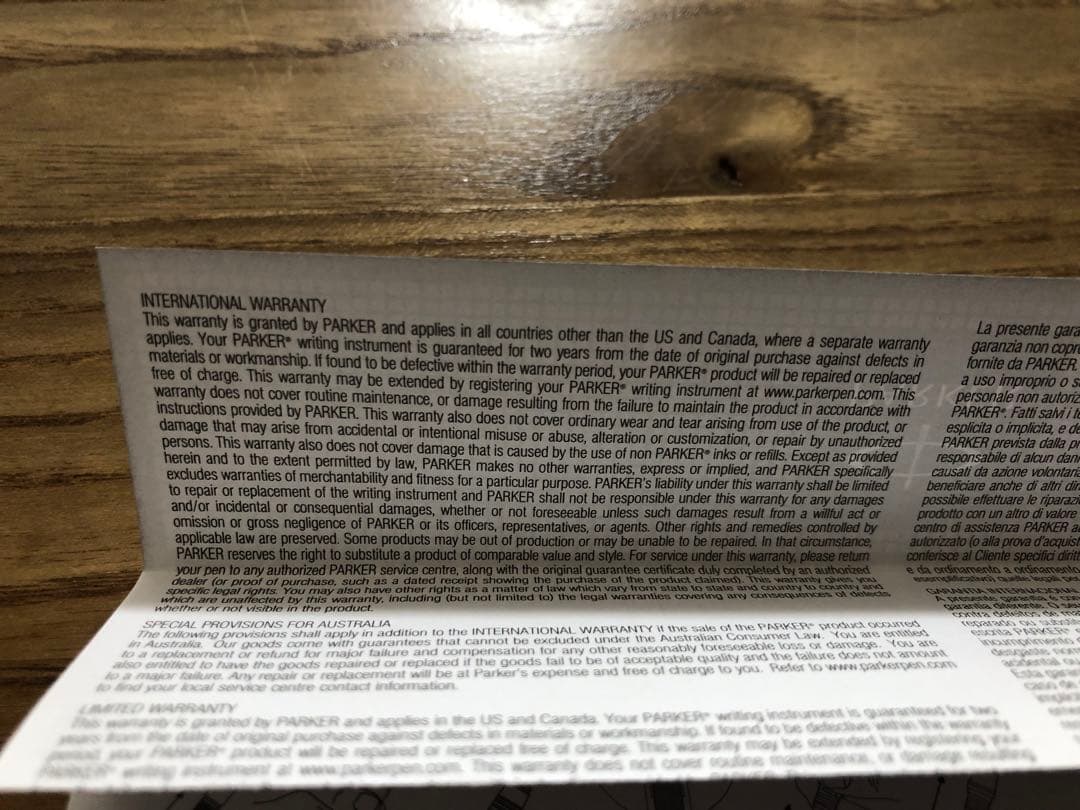 INTERNATIONAL WARRANTY
This warranty is granted by PARKER and applies in all countries other than the US and Canada, where a separate warranty
applies. Your PARKER® writing instrument is guaranteed for two years from the date of original purchase against defects in
materials or workmanship. If found to be defective within the warranty period, your PARKER® product will be repaired or replaced
free of charge. This warranty may be extended by registering your PARKER® writing instrument at www.parkerpen.com. This
warranty does not cover routine maintenance, or damage resulting from the failure to maintain the product in accordance with
instructions provided by PARKER. This warranty also does not cover ordinary wear and tear arising from use of the product, or
damage that may arise from accidental or intentional misuse or abuse, alteration or customization, or repair by unauthorized
persons. This warranty also does not cover damage that is caused by the use of non PARKER® inks or refills. Except as provided
herein and to the extent permitted by law, PARKER makes no other warranties, express or implied, and PARKER specifically
excludes warranties of merchantability and fitness for a particular purpose. PARKER's liability under this warranty shall be limited
to repair or replacement of the writing instrument and PARKER shall not be responsible under this warranty for any damages
and/or incidental or consequential damages, whether or not foreseeable unless such damages result from a willful act or
omission or gross negligence of PARKER or its officers, representatives, or agents. Other rights and remedies controlled by
applicable law are preserved. Some products may be out of production or may be unable to be repaired. In that circumstance,
PARKER reserves the right to substitute a product of comparable value and style. For service under this warranty, please return
your pen to any authorized PARKER service centre, along with the original guarantee certificate duly completed by an authorized
dealer (or proof of purchase, such as a dated receipt showing the purchase of the product claimed). This warranty gives you
specific legal rights. You may also have other rights as a matter of law which vary from state to state and country to country and
which are unaffected by this warranty, including (but not limited to) the legal warranties covering any consequences of defects
whether or not visible in the product.
SPECIAL PROVISIONS FOR AUSTRALIA
The following provisions shall apply in addition to the INTERNATIONAL WARRANTY if the sale of the PARKER® product occurred
in Australia. Our goods come with guarantees that cannot be excluded under the Australian Consumer Law. You are entitled
to a replacement or refund for major failure and compensation for any other reasonably foreseeable loss or damage. You are
also entitled to have the goods repaired or replaced if the goods fail to be of acceptable quality and the failure does not amount
to a major failure. Any repair or replacement will be at Parker's expense and free of charge to you. Refer to www.parkerpen.com
to find your local service centre contact information.
LIMITED WARRANTY
This warranty is granted by PARKER and applies in the US and Canada. Your PARKER® writing instrument is guaranteed for two
years from the date of original purchase against defects in materials or workmanship. If found to be defective within the warranty
period, your PARKER® product will be repaired or replaced free of charge. This warranty may be extended by registering your
PARKER® writing instrument at www.parkerpen.com. This warranty does not cover routine maintenance, or damage resulting
La presente gara
garanzia non copr
fornite da PARKER.
a uso improprio o s
personale non autoriz
PARKER®. Fatti salvi i t
esplicita o implicita, e de
PARKER prevista dalla pr
responsabile di alcun dann
causati da azione volontaria
beneficiare anche di altri dir
possibile effettuare le riparazi
prodotto con un altro di valore
centro di assistenza PARKER a
autorizzato (o alla prova d'acquist
conferisce al Cliente specifici diritt
e da ordinamento a ordinamento
esemplificativo) quelle legali per
GARANTIA INTERNACIONAL